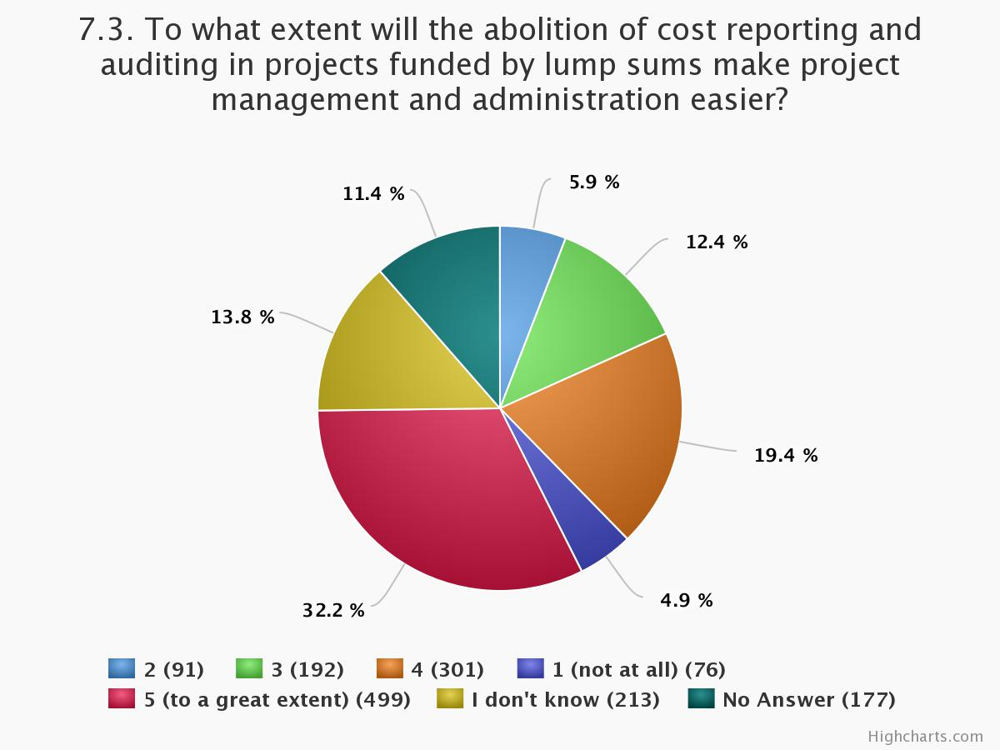 7.3. To what extent will the abolition of cost reporting and
auditing in projects funded by lump sums make project
management and administration easier?
5.9 %
11.4 %
12.4 %
13.8 %
19.4 %
4.9 %
32.2 %
2 (91)
3 (192)
4 (301)
1 (not at all) (76)
5 (to a great extent) (499)
I don't know (213)
No Answer (177)
Highcharts.com